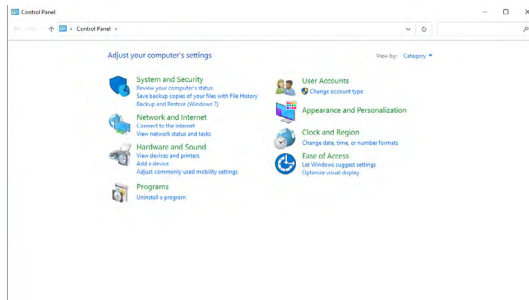 Control Panel
Control Panel
Adjust your computer's settings
View by: Category
System and Security
Review your computer's status
Save backup copies of your files with File History
Backup and Restore (Windows 7)
Network and Internet
Connect to the Internet
View network status and tasks
Hardware and Sound
View devices and printers
Add a device
Adjust commonly used mobility settings
Programs
Uninstall a program
User Accounts
Change account type
Appearance and Personalization
Clock and Region
Change date, time, or number formats
Ease of Access
Let Windows suggest settings
Optimize visual display